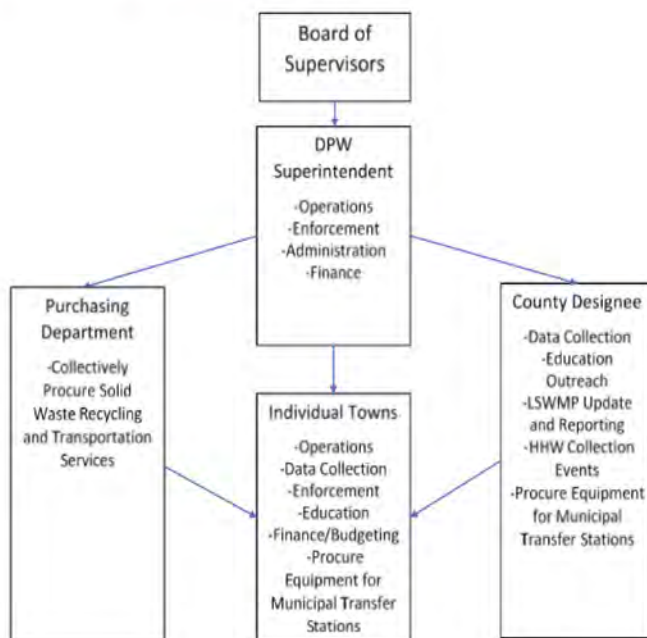 Board of
Supervisors
DPW
Superintendent
-Operations
-Enforcement
-Administration
-Finance
Purchasing
Department
-Collectively
Procure Solid
Waste Recycling
and Transportation
Services
County Designee
-Data Collection
-Education
Outreach
-LSWMP Update
and Reporting
-HHW Collection
Events
-Procure Equipment
for Municipal
Transfer Stations
Individual Towns
-Operations
-Data Collection
-Enforcement
-Education
-Finance/Budgeting
-Procure
Equipment for
Municipal Transfer
Stations